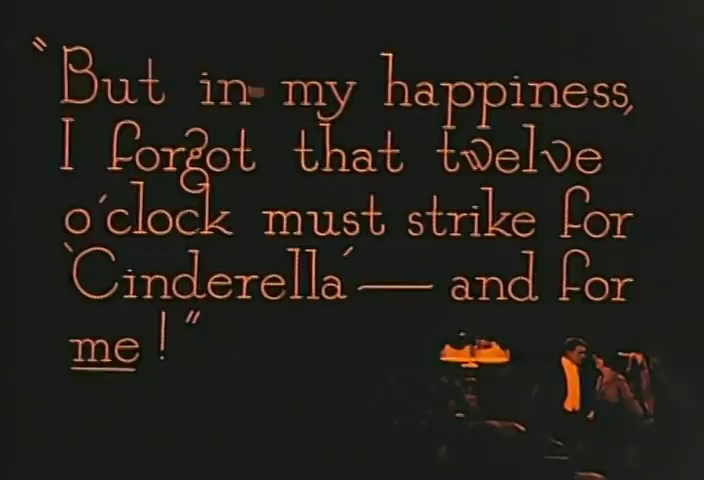 "But in my happiness,
I forgot that twelve
o'clock must strike for
'Cinderella' — and for
me!"